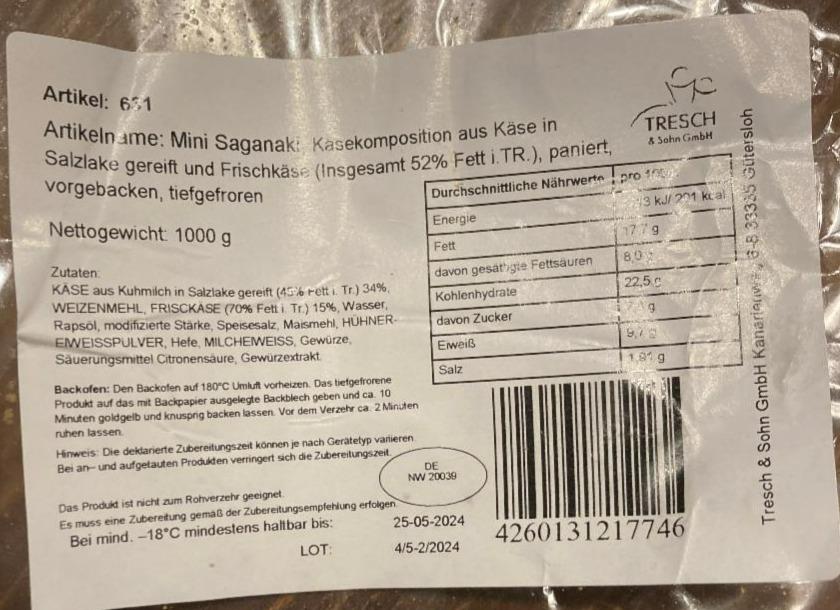 Artikel: 631
TRESCH
& Sohn GmbH
Artikelname: Mini Saganaki Käsekomposition aus Käse in
Salzlake gereift und Frischkäse (Insgesamt 52% Fett i.TR.), paniert,
vorgebacken, tiefgefroren
Nettogewicht: 1000 g
Durchschnittliche Nährwerte pro
Energie kcal
Fett 17,7 g
davon gesättigte Fettsäuren
Kohlenhydrate 22,5
davon Zucker g
Eiweiß
Salz g
Zutaten:
KÄSE aus Kuhmilch in Salzlake gereift (45% Fett i. Tr.) 34%,
WEIZENMEHL, FRISCKÄSE (70% Fett i. Tr.) 15%, Wasser,
Rapsöl, modifizierte Stärke, Speisesalz, Maismehl, HÜHNER-
EIWEISSPULVER, Hefe, MILCHEIWEISS, Gewürze,
Säuerungsmittel Citronensäure, Gewürzextrakt.
Backofen: Den Backofen auf 180°C Umluft vorheizen. Das tiefgefrorene
Produkt auf das mit Backpapier ausgelegte Backblech geben und ca. 10
Minuten goldgelb und knusprig backen lassen. Vor dem Verzehr ca. 2 Minuten
ruhen lassen.
Hinweis: Die deklarierte Zubereitungszeit können je nach Gerätetyp variieren.
Bei an- und aufgetauten Produkten verringert sich die Zubereitungszeit.
DE
NW 20039
Das Produkt ist nicht zum Rohverzehr geeignet.
Es muss eine Zubereitung gemäß der Zubereitungsempfehlung erfolgen.
Bei mind. -18°C mindestens haltbar bis: 25-05-2024
LOT: 4/5-2/2024
4260131217746
Tresch & Sohn GmbH 33335 Gütersloh